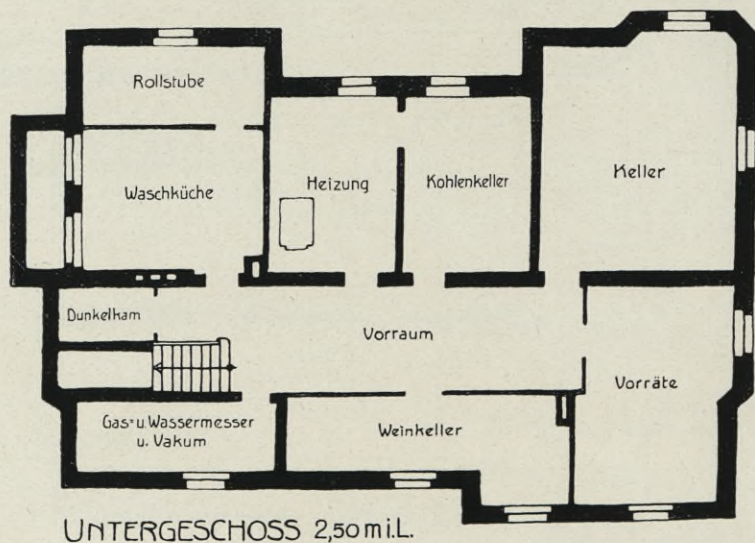 Rollstube
Waschküche
Heizung
Kohlenkeller
Keller
Dunkelkam
Vorraum
Vorräte
Gas- u. Wassermesser
u. Vakum
Weinkeller
UNTERGESCHOSS 2,50 m i. L.